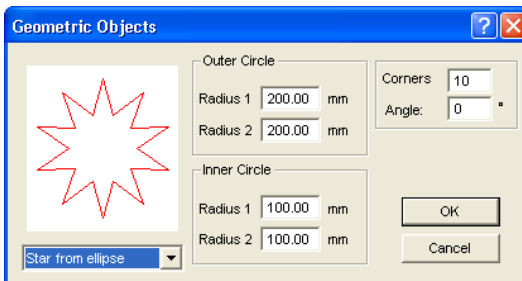 Geometric Objects
Outer Circle
Radius 1 200.00 mm
Radius 2 200.00 mm
Corners 10
Angle: 0 °
Inner Circle
Radius 1 100.00 mm
Radius 2 100.00 mm
OK
Cancel
Star from ellipse